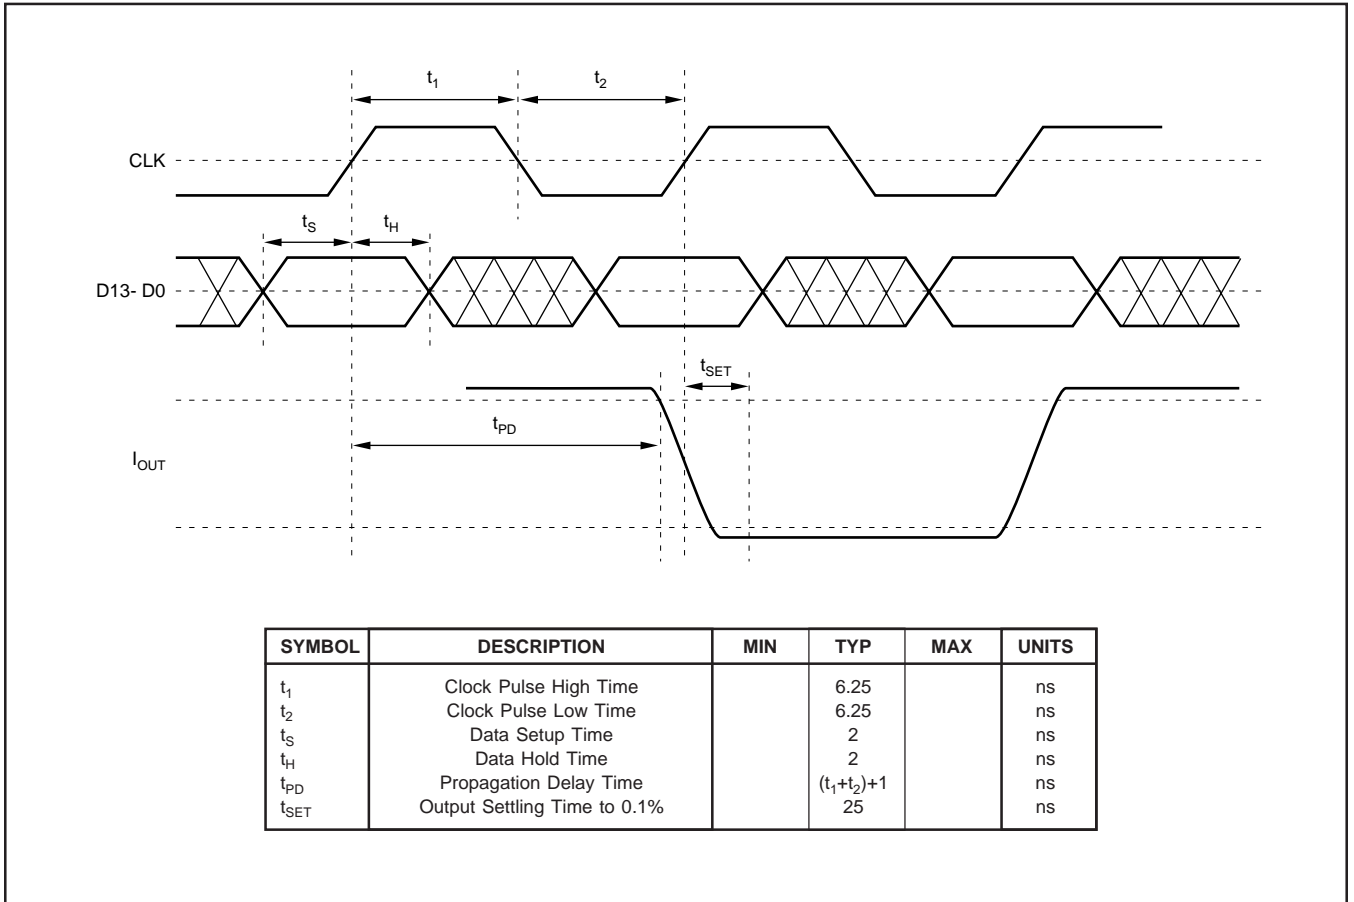 t1
t2
CLK
tS
tH
D13- D0
tSET
tPD
IOUT
SYMBOL DESCRIPTION MIN TYP MAX UNITS
t1 Clock Pulse High Time 6.25 ns
t2 Clock Pulse Low Time 6.25 ns
tS Data Setup Time 2 ns
tH Data Hold Time 2 ns
tPD Propagation Delay Time (t1+t2)+1 ns
tSET Output Settling Time to 0.1% 25 ns